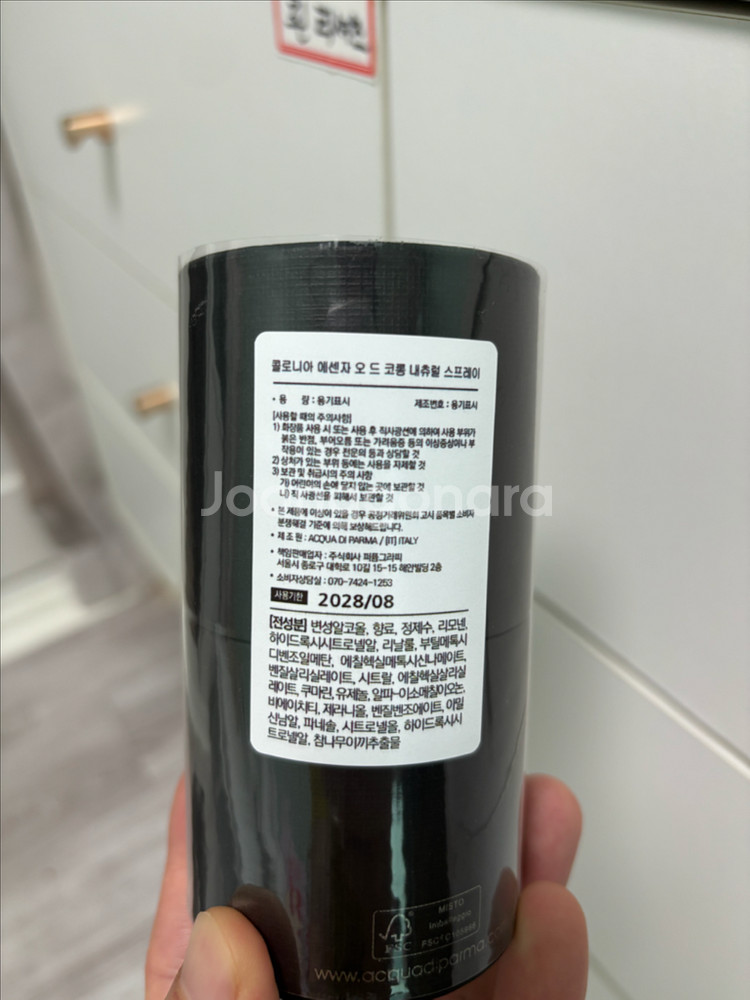 콜로니아 에센자 오 드 코롱 내츄럴 스프레이
• 용 량 : 용기표시 제조번호 : 용기표시
[사용할 때의 주의사항]
1) 화장품 사용 시 또는 사용 후 직사광선에 의하여 사용 부위가
붉은 반점, 부어오름 또는 가려움증 등의 이상증상이나 부
작용이 있는 경우 전문의 등과 상담할 것
2) 상처가 있는 부위 등에는 사용을 자제할 것
3) 보관 및 취급시의 주의 사항
가) 어린이의 손에 닿지 않는 곳에 보관할 것
나) 직사광선을 피해서 보관할 것
• 본 제품에 이상이 있을 경우 공정거래위원회 고시 품목별 소비자
분쟁해결 기준에 의해 보상해드립니다.
• 제조원 : ACQUA DI PARMA / [IT] ITALY
• 책임판매업자 : 주식회사 퍼퓸그라피
서울시 종로구 대학로 10길 15-15 해안빌딩 2층
• 소비자상담실 : 070-7424-1253
사용기한 2028/08
[전성분] 변성알코올, 향료, 정제수, 리모넨,
하이드록시시트로넬알, 리날룰, 부틸메톡시
디벤조일메탄, 에칠헥실메톡시신나메이트,
벤질살리실레이트, 시트랄, 에칠헥실살리실
레이트, 쿠마린, 유제놀, 알파-이소메칠이오논,
비에이치티, 제라니올, 벤질벤조에이트, 아밀
신남알, 파네솔, 시트로넬올, 하이드록시시
트로넬알, 참나무이끼추출물
MISTO
FSC
www.acquadiparma.com